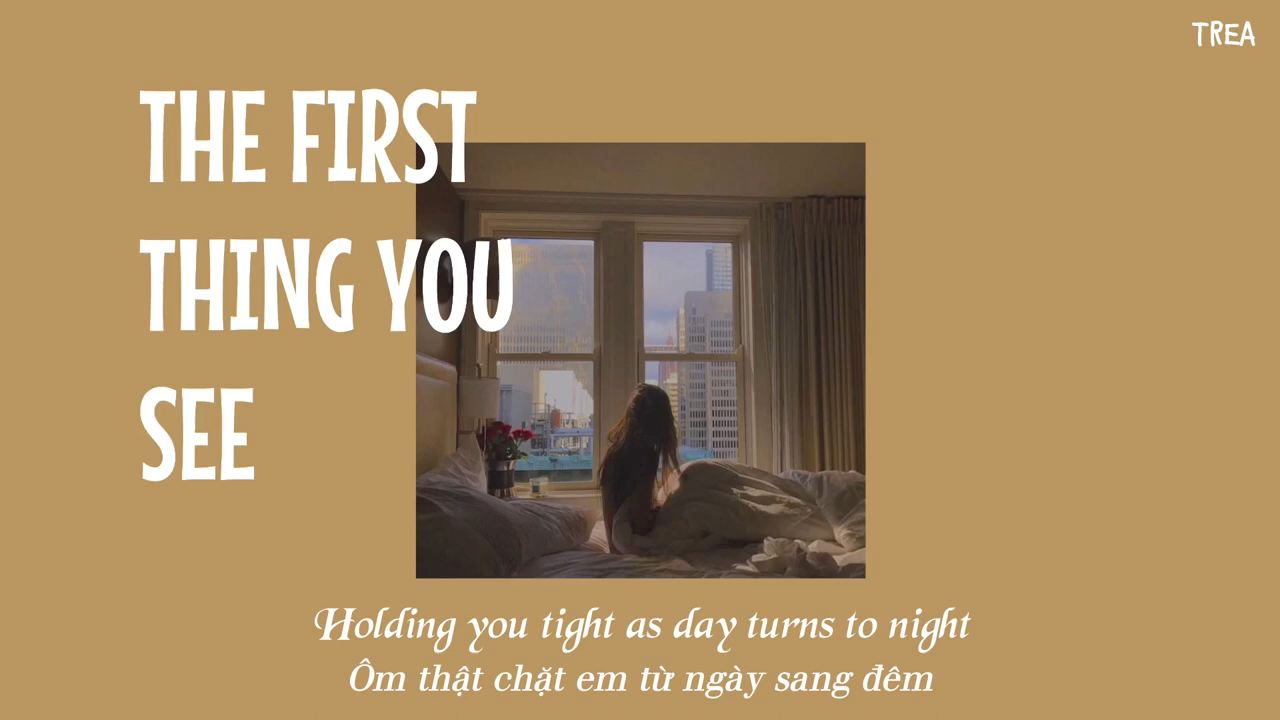 TREA
THE FIRST
THING YOU
SEE
Holding you tight as day turns to night
Ôm thật chặt em từ ngày sang đêm